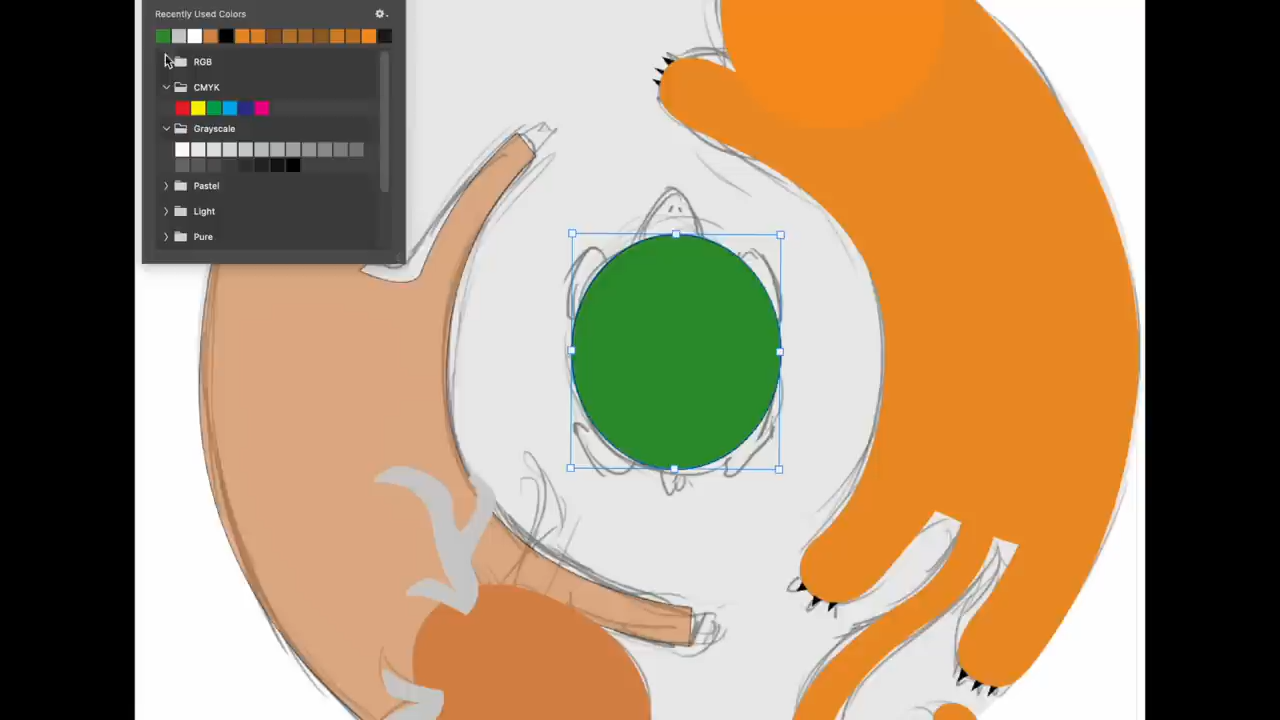 Recently Used Colors
RGB
CMYK
Grayscale
Pastel
Light
Pure